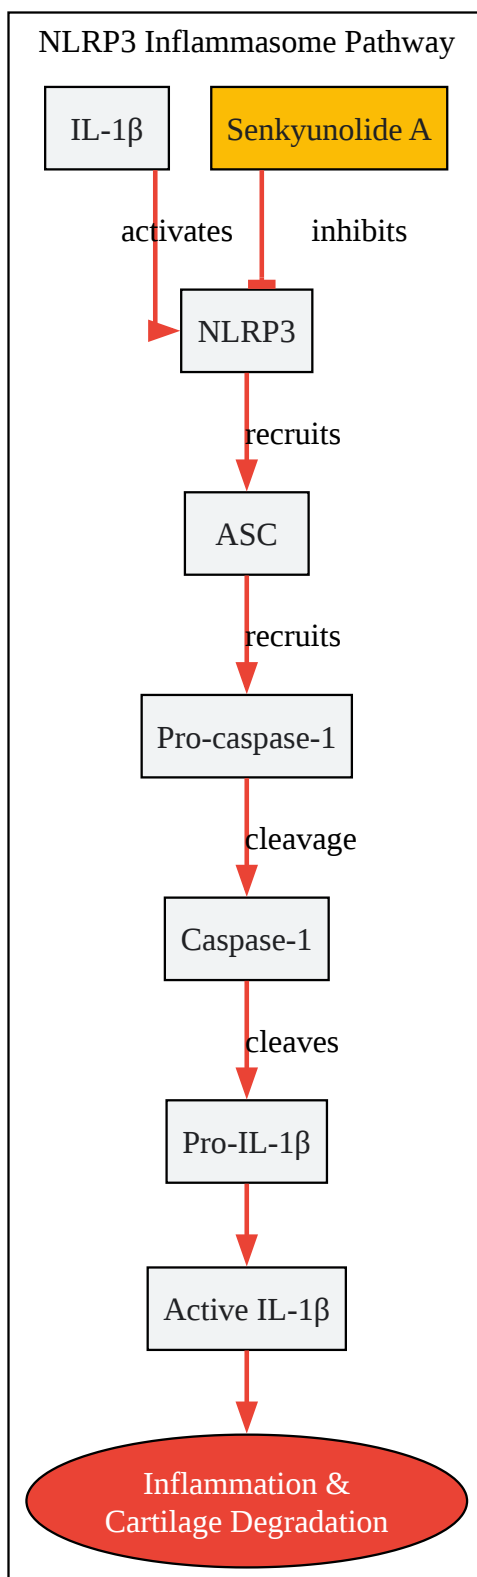 NLRP3 Inflammasome Pathway
IL-1β
Senkyunolide A
activates
inhibits
NLRP3
recruits
ASC
recruits
Pro-caspase-1
cleavage
Caspase-1
cleaves
Pro-IL-1β
Active IL-1β
Inflammation &
Cartilage Degradation